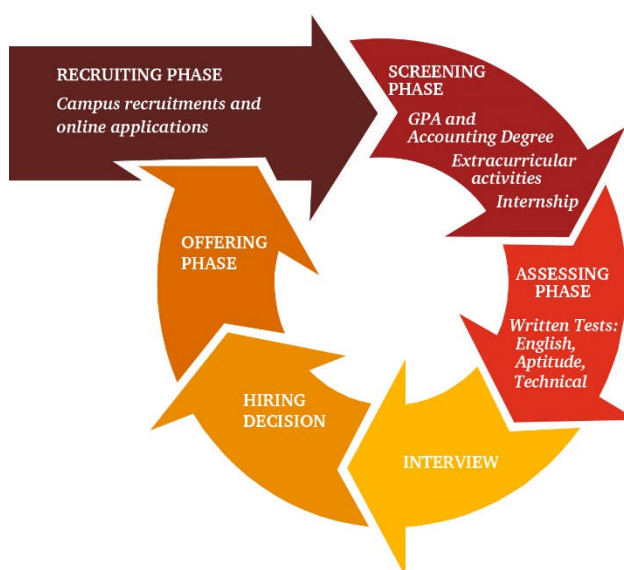 RECRUITING PHASE
Campus recruitments and
online applications
SCREENING
PHASE
GPA and
Accounting Degree
Extracurricular
activities
Internship
ASSESSING
PHASE
Written Tests:
English,
Aptitude,
Technical
INTERVIEW
HIRING
DECISION
OFFERING
PHASE